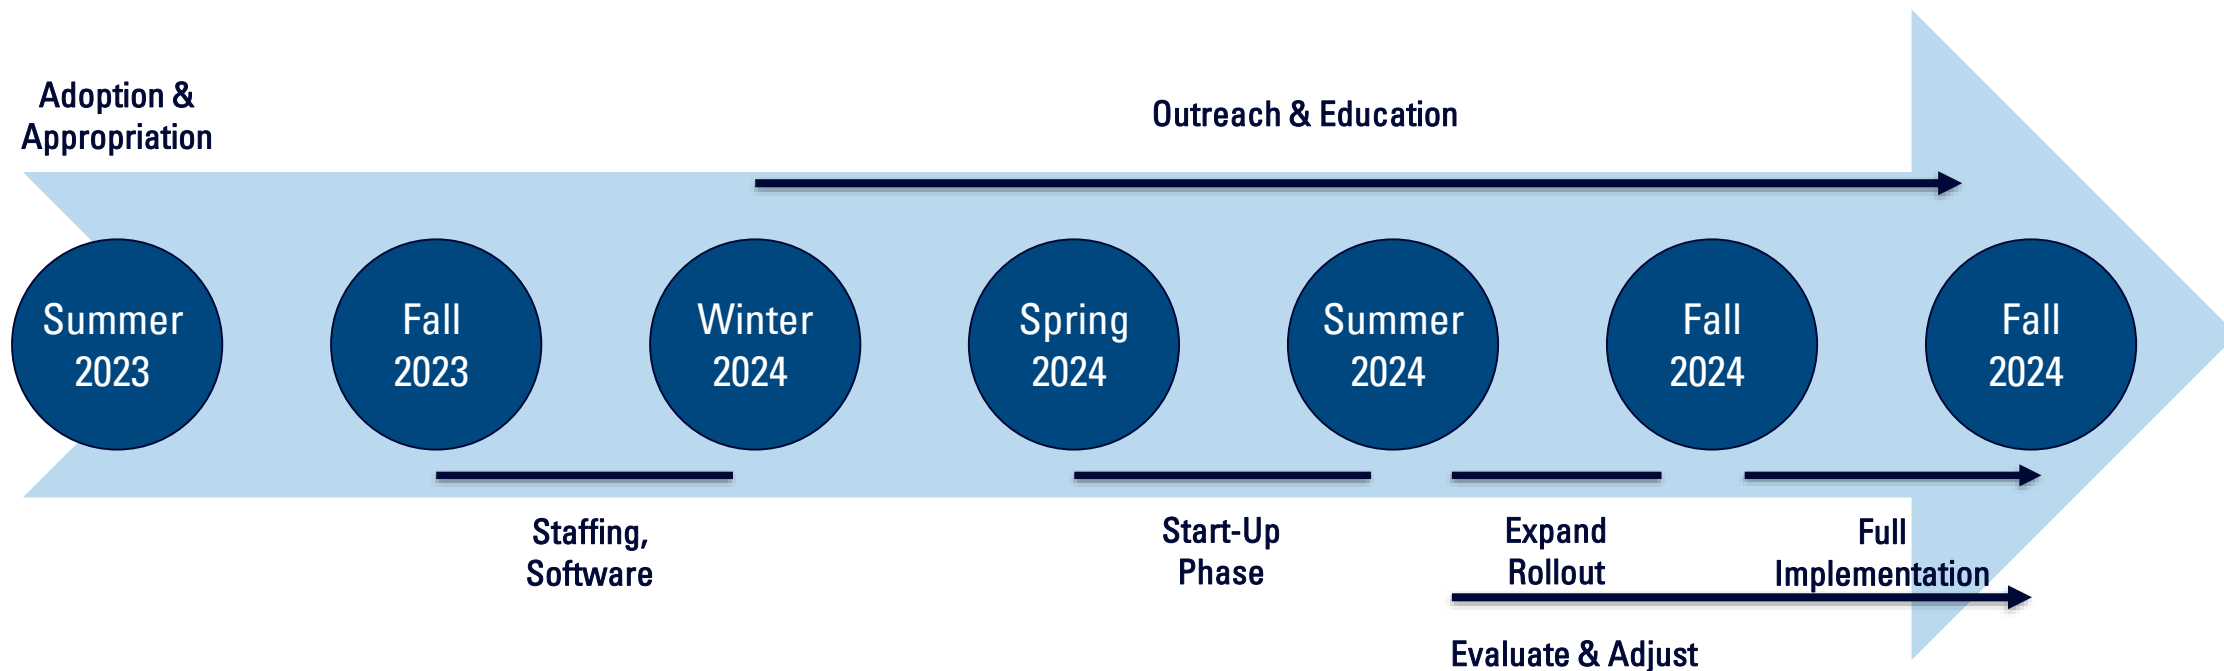 Adoption &
Appropriation
Outreach & Education
Summer
2023
Fall
2023
Winter
2024
Spring
2024
Summer
2024
Fall
2024
Fall
2024
Staffing,
Software
Start-Up
Phase
Expand
Rollout
Full
Implementation
Evaluate & Adjust